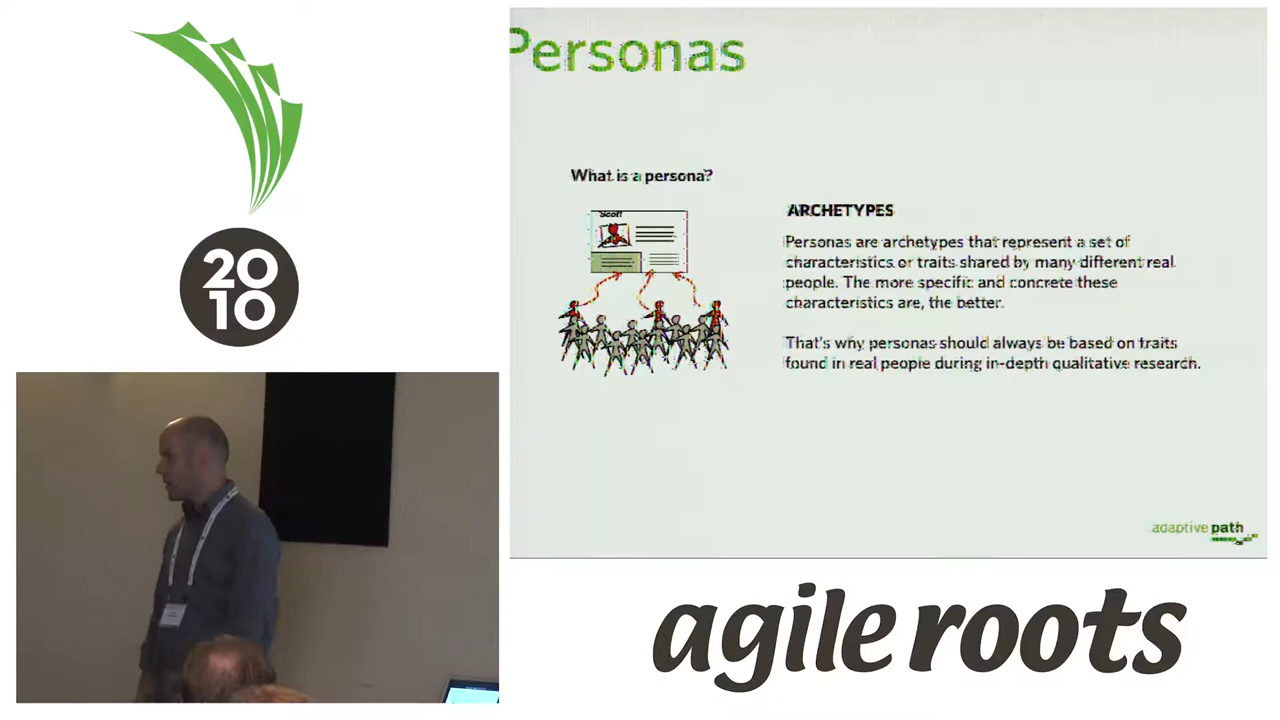 20
10
Personas
What is a persona?
Scott
ARCHETYPES
Personas are archetypes that represent a set of
characteristics or traits shared by many different real
people. The more specific and concrete these
characteristics are, the better.
That's why personas should always be based on traits
found in real people during in-depth qualitative research.
adaptive path
agile roots